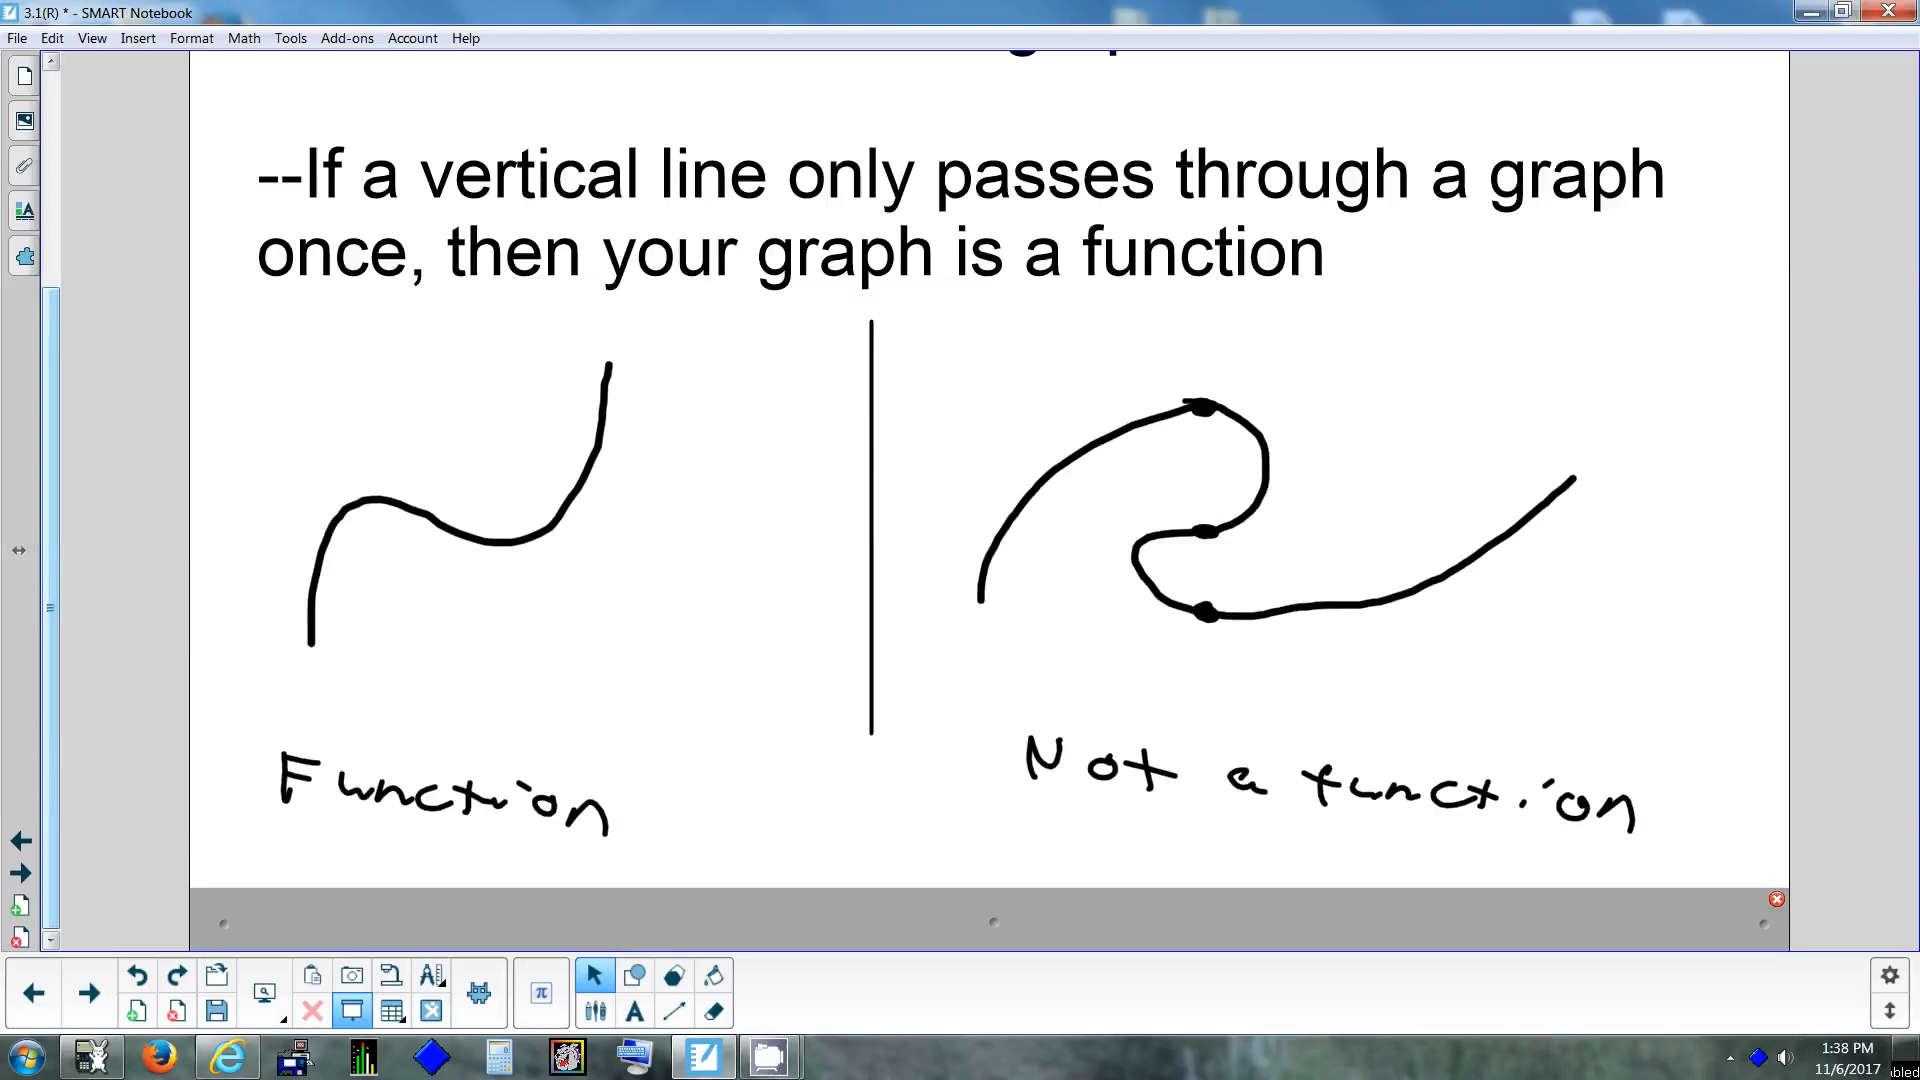 3.1(R) * - SMART Notebook
File Edit View Insert Format Math Tools Add-ons Account Help
--If a vertical line only passes through a graph
once, then your graph is a function
Function
Not a function
π
A
1:38 PM
11/6/2017
bled